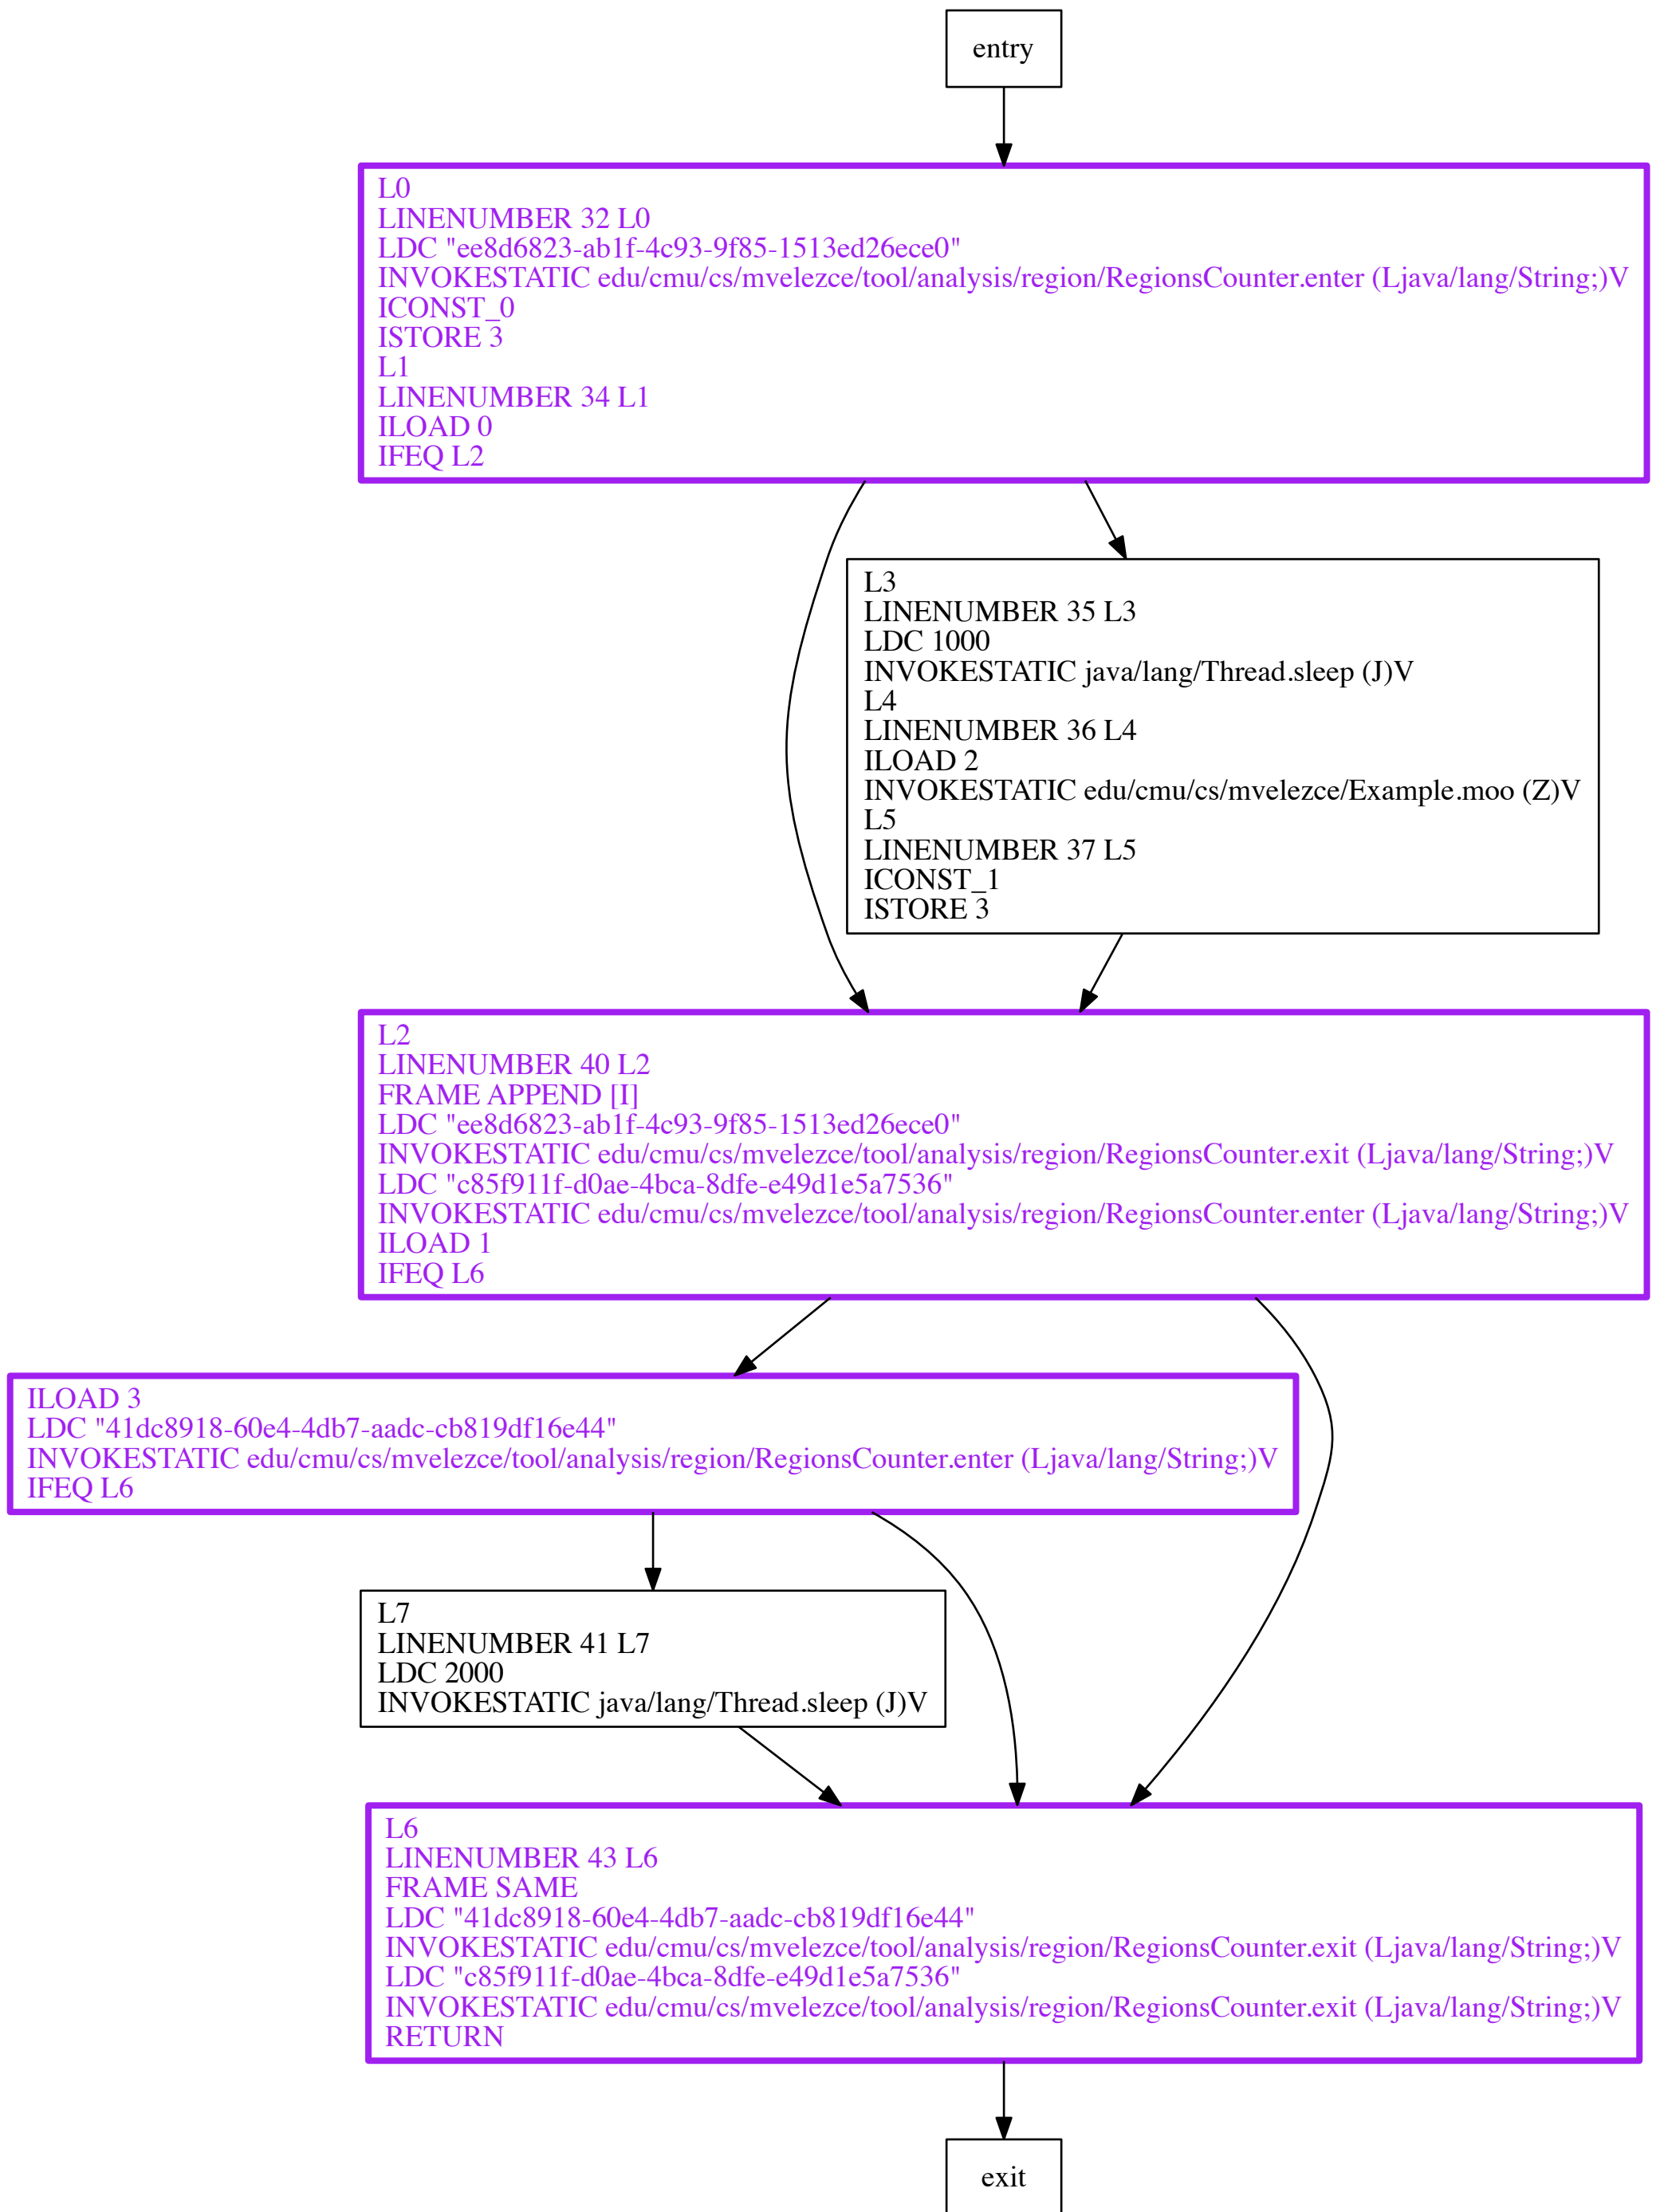 entry
L0
LINENUMBER 32 L0
LDC "ee8d6823-ab1f-4c93-9f85-1513ed26ece0"
INVOKESTATIC edu/cmu/cs/mvelezce/tool/analysis/region/RegionsCounter.enter (Ljava/lang/String;)V
ICONST_0
ISTORE 3
L1
LINENUMBER 34 L1
ILOAD 0
IFEQ L2
L3
LINENUMBER 35 L3
LDC 1000
INVOKESTATIC java/lang/Thread.sleep (J)V
L4
LINENUMBER 36 L4
ILOAD 2
INVOKESTATIC edu/cmu/cs/mvelezce/Example.moo (Z)V
L5
LINENUMBER 37 L5
ICONST_1
ISTORE 3
L2
LINENUMBER 40 L2
FRAME APPEND [I]
LDC "ee8d6823-ab1f-4c93-9f85-1513ed26ece0"
INVOKESTATIC edu/cmu/cs/mvelezce/tool/analysis/region/RegionsCounter.exit (Ljava/lang/String;)V
LDC "c85f911f-d0ae-4bca-8dfe-e49d1e5a7536"
INVOKESTATIC edu/cmu/cs/mvelezce/tool/analysis/region/RegionsCounter.enter (Ljava/lang/String;)V
ILOAD 1
IFEQ L6
ILOAD 3
LDC "41dc8918-60e4-4db7-aadc-cb819df16e44"
INVOKESTATIC edu/cmu/cs/mvelezce/tool/analysis/region/RegionsCounter.enter (Ljava/lang/String;)V
IFEQ L6
L7
LINENUMBER 41 L7
LDC 2000
INVOKESTATIC java/lang/Thread.sleep (J)V
L6
LINENUMBER 43 L6
FRAME SAME
LDC "41dc8918-60e4-4db7-aadc-cb819df16e44"
INVOKESTATIC edu/cmu/cs/mvelezce/tool/analysis/region/RegionsCounter.exit (Ljava/lang/String;)V
LDC "c85f911f-d0ae-4bca-8dfe-e49d1e5a7536"
INVOKESTATIC edu/cmu/cs/mvelezce/tool/analysis/region/RegionsCounter.exit (Ljava/lang/String;)V
RETURN
exit